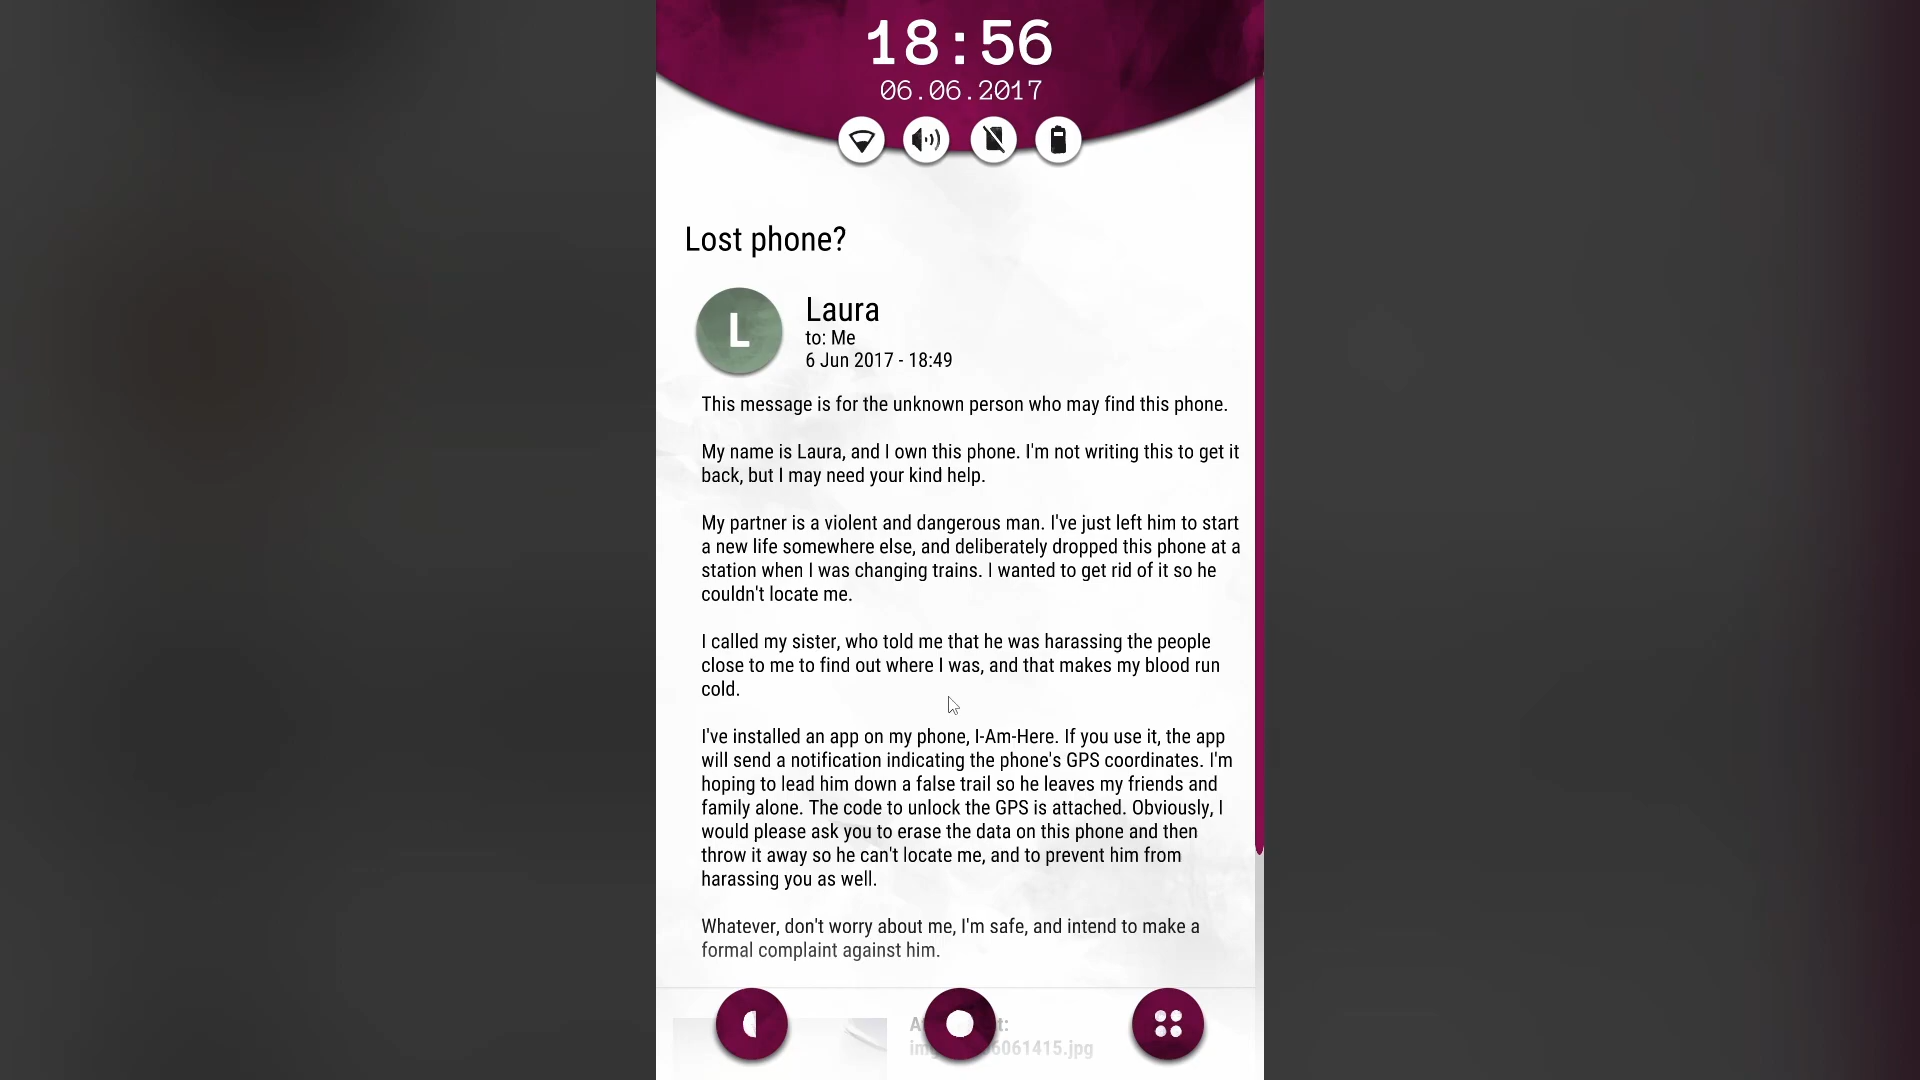 18:56
06.06.2017
Lost phone?
L
Laura
to: Me
6 Jun 2017 - 18:49
This message is for the unknown person who may find this phone.
My name is Laura, and I own this phone. I'm not writing this to get it
back, but I may need your kind help.
My partner is a violent and dangerous man. I've just left him to start
a new life somewhere else, and deliberately dropped this phone at a
station when I was changing trains. I wanted to get rid of it so he
couldn't locate me.
I called my sister, who told me that he was harassing the people
close to me to find out where I was, and that makes my blood run
cold.
I've installed an app on my phone, I-Am-Here. If you use it, the app
will send a notification indicating the phone's GPS coordinates. I'm
hoping to lead him down a false trail so he leaves my friends and
family alone. The code to unlock the GPS is attached. Obviously, I
would please ask you to erase the data on this phone and then
throw it away so he can't locate me, and to prevent him from
harassing you as well.
Whatever, don't worry about me, I'm safe, and intend to make a
formal complaint against him.